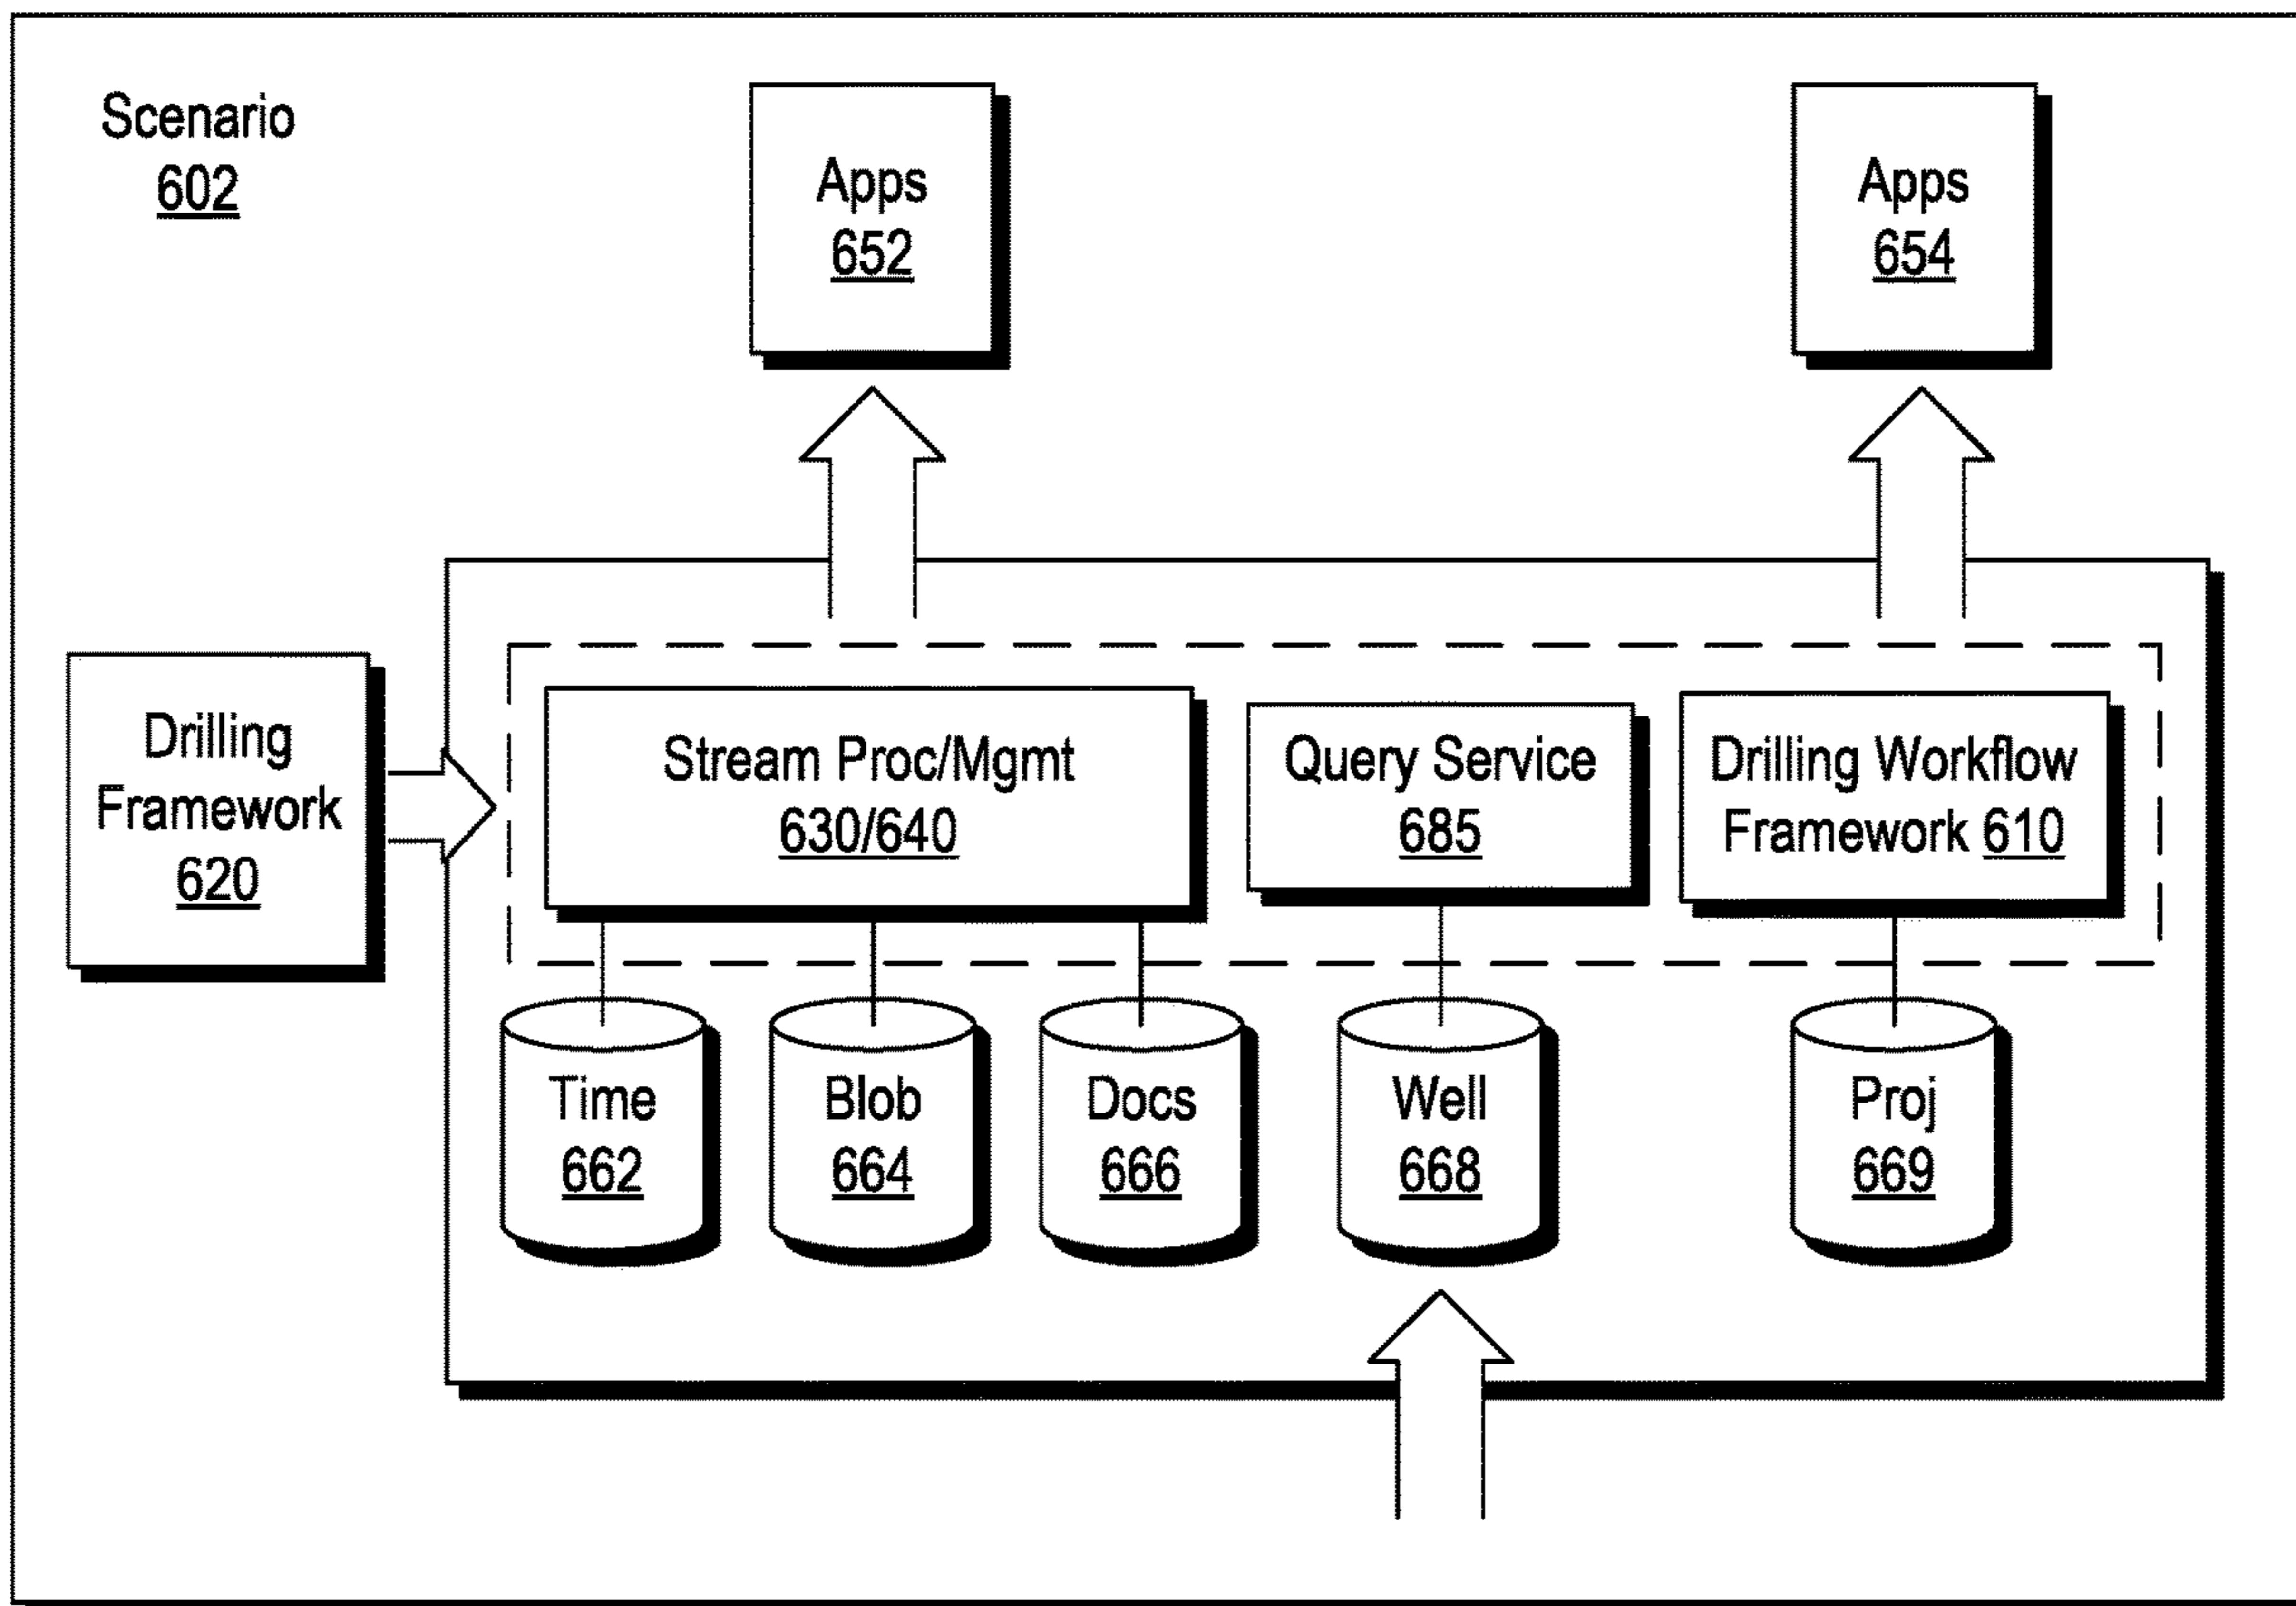 Scenario
602
Apps
652
Apps
654
Drilling
Framework
620
Stream Proc/Mgmt
630/640
Query Service
685
Drilling Workflow
Framework 610
Time
662
Blob
664
Docs
666
Well
668
Proj
669